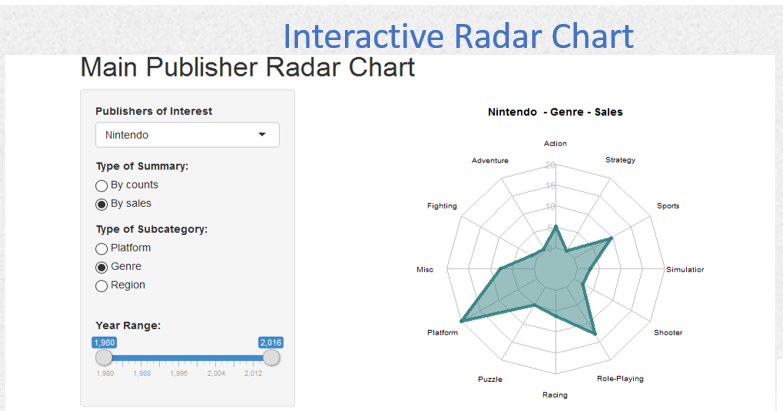 Interactive Radar Chart
Main Publisher Radar Chart
Publishers of Interest
Nintendo
Type of Summary:
By counts
By sales
Type of Subcategory:
Platform
Genre
Region
Year Range:
1,980 2,016
1,980 1,988 1,996 2,004 2,012
Nintendo - Genre - Sales
Action
Adventure
Strategy
Fighting
Sports
Misc
Simulation
Platform
Shooter
Puzzle
Role-Playing
Racing
20
15
10
5
0